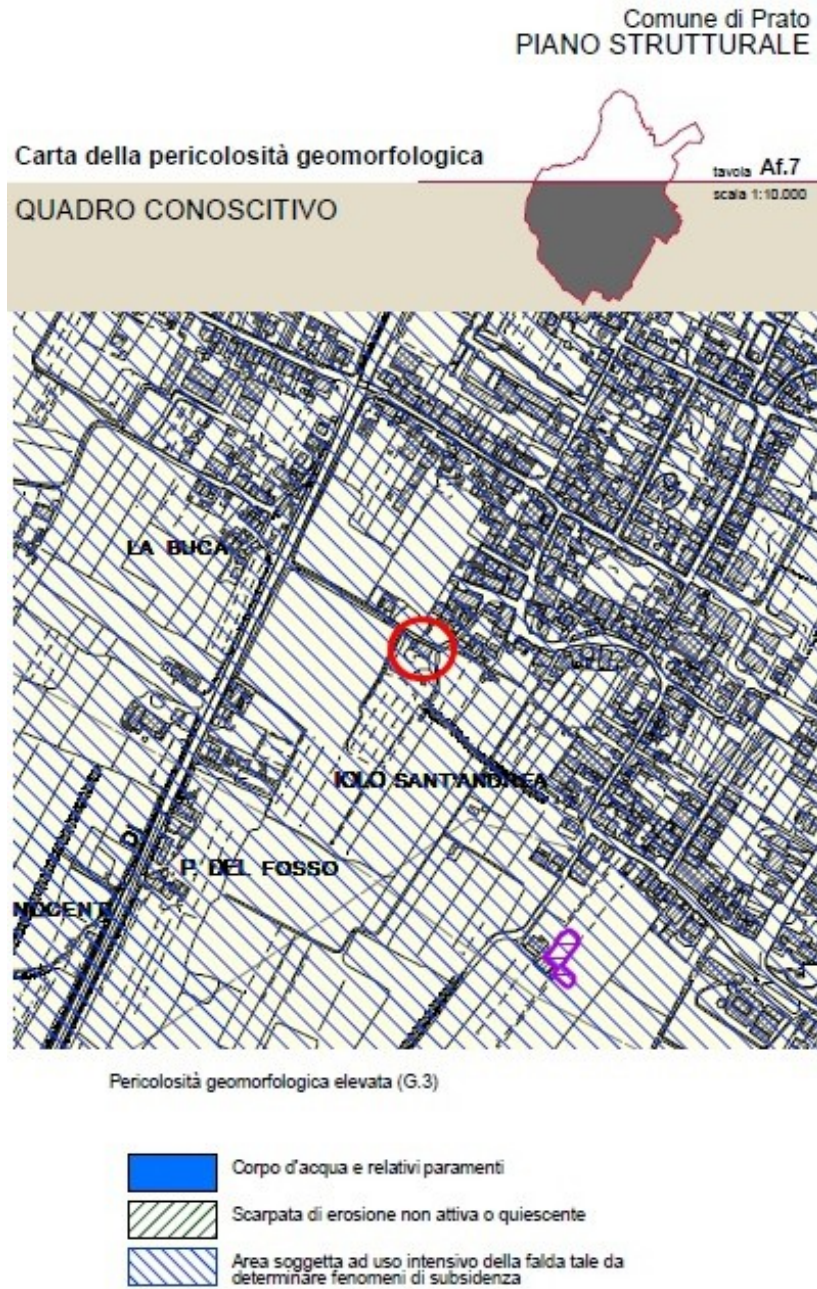 Comune di Prato
PIANO STRUTTURALE
Carta della pericolosità geomorfologica
tavola Af.7
scala 1:10.000
QUADRO CONOSCITIVO
LA BUCA
IOLO SANT'ANDREA
P. DEL FOSSO
Pericolosità geomorfologica elevata (G.3)
Corpo d'acqua e relativi paramenti
Scarpata di erosione non attiva o quiescente
Area soggetta ad uso intensivo della falda tale da
determinare fenomeni di subsidenza